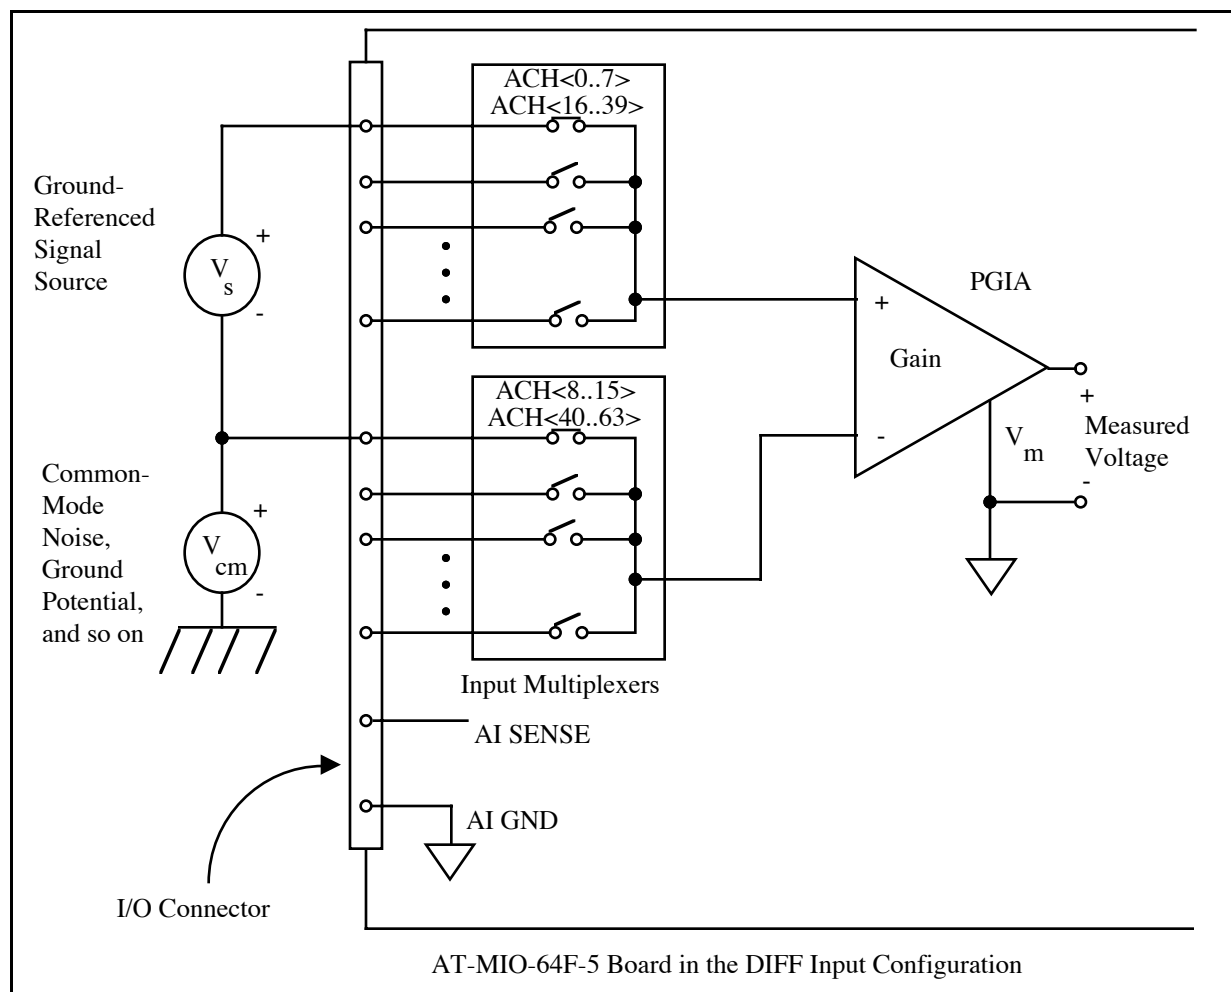 ACH<0..7>
ACH<16..39>
Ground-
Referenced
Signal
Source
+
V
s
-
PGIA
+
Gain
-
+
Measured
Voltage
-
V
m
ACH<8..15>
ACH<40..63>
Common-
Mode
Noise,
Ground
Potential,
and so on
+
V
cm
-
Input Multiplexers
AI SENSE
AI GND
I/O Connector
AT-MIO-64F-5 Board in the DIFF Input Configuration